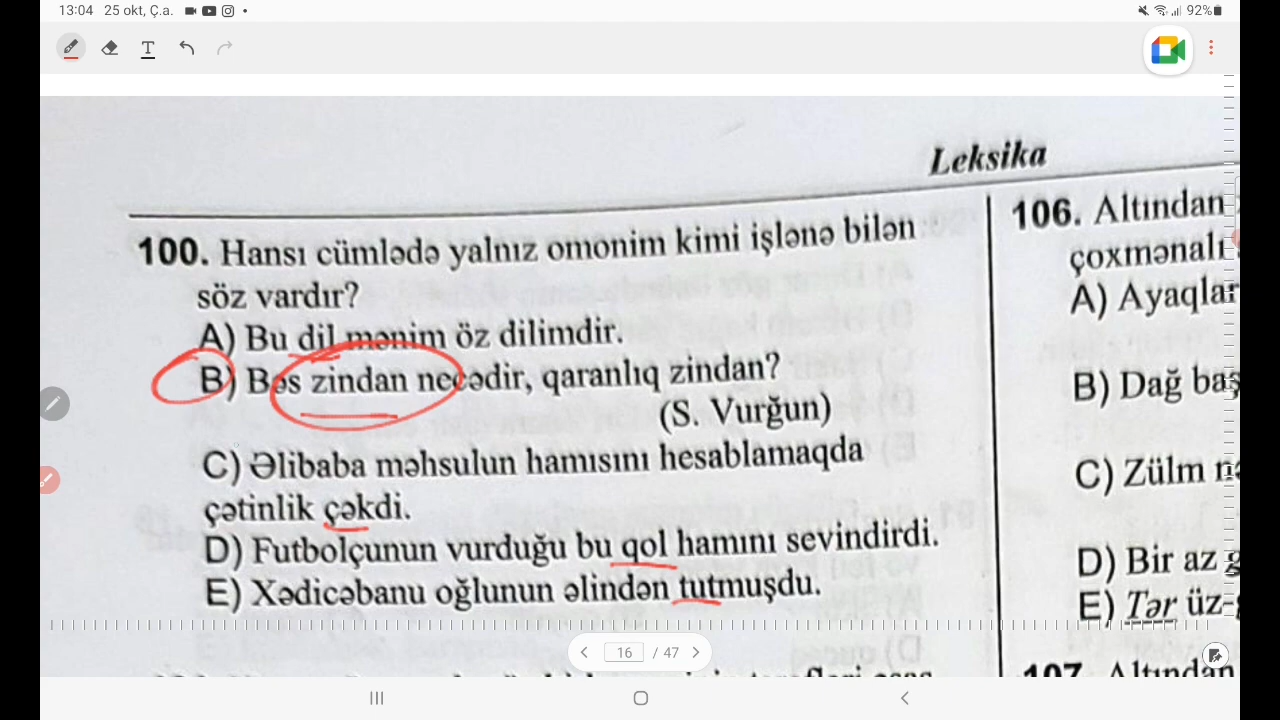 13:04 25 okt, Ç.a.
92%
T
Leksika
100. Hansı cümlədə yalnız omonim kimi işlənə bilən
söz vardır?
A) Bu dil mənim öz dilimdir.
B) Bəs zindan necədir, qaranlıq zindan?
(S. Vurğun)
C) Əlibaba məhsulun hamısını hesablamaqda
çətinlik çəkdi.
D) Futbolçunun vurduğu bu qol hamını sevindirdi.
E) Xədicəbanu oğlunun əlindən tutmuşdu.
106. Altından
çoxmənalı
A) Ayaqlar
B) Dağ baş
C) Zülm
D) Bir az
E) Tər üz-g
107. Altından
16 / 47